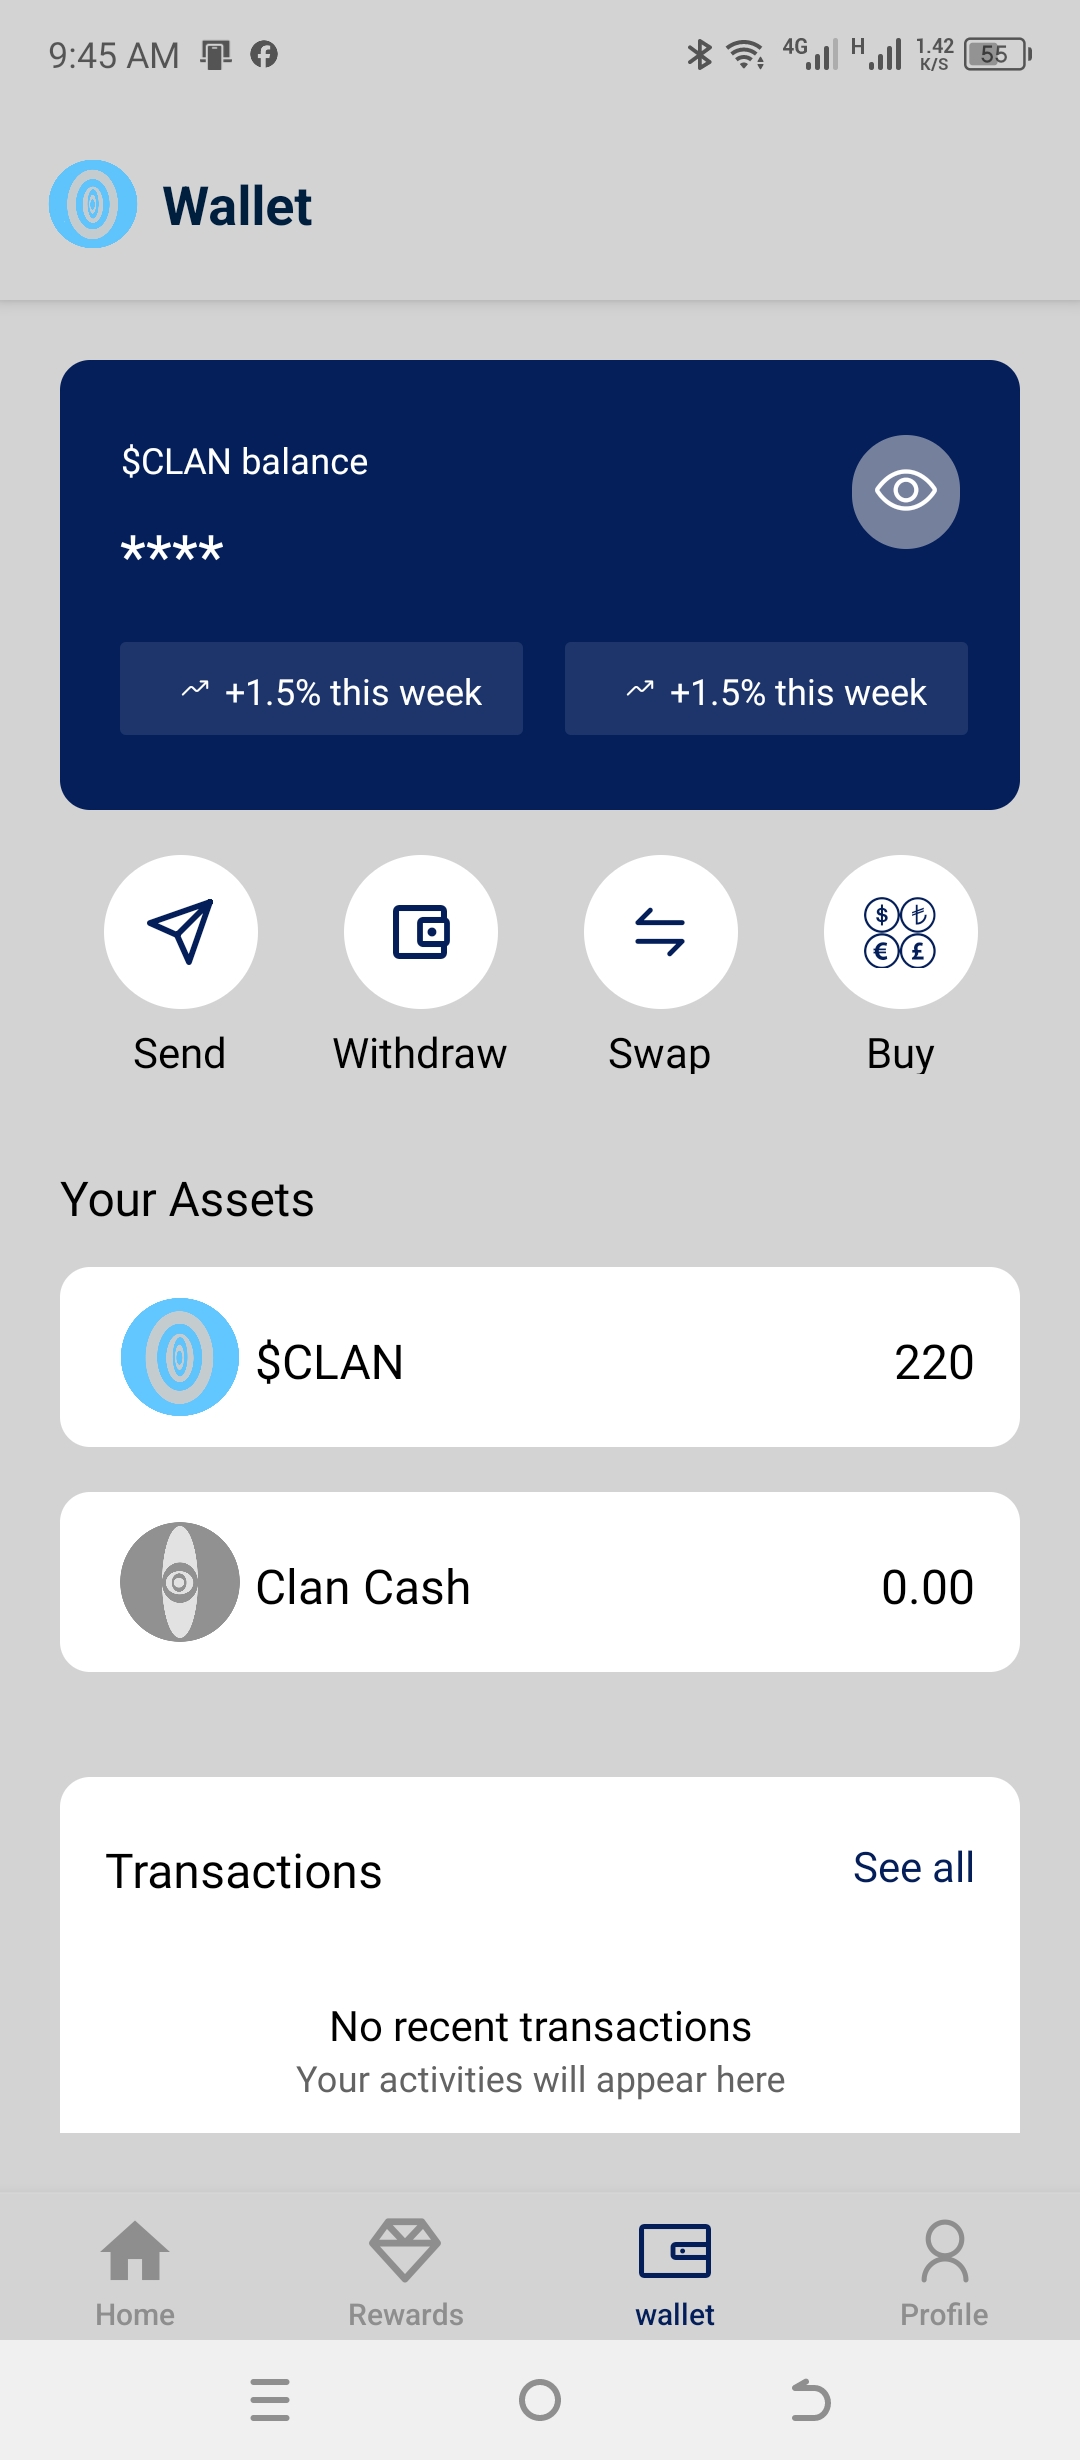 9:45 AM
4G H 1.42 K/S 55
Wallet
$CLAN balance
****
+1.5% this week +1.5% this week
$ ₺
€ £
Send Withdraw Swap Buy
Your Assets
$CLAN 220
Clan Cash 0.00
Transactions See all
No recent transactions
Your activities will appear here
Home Rewards wallet Profile